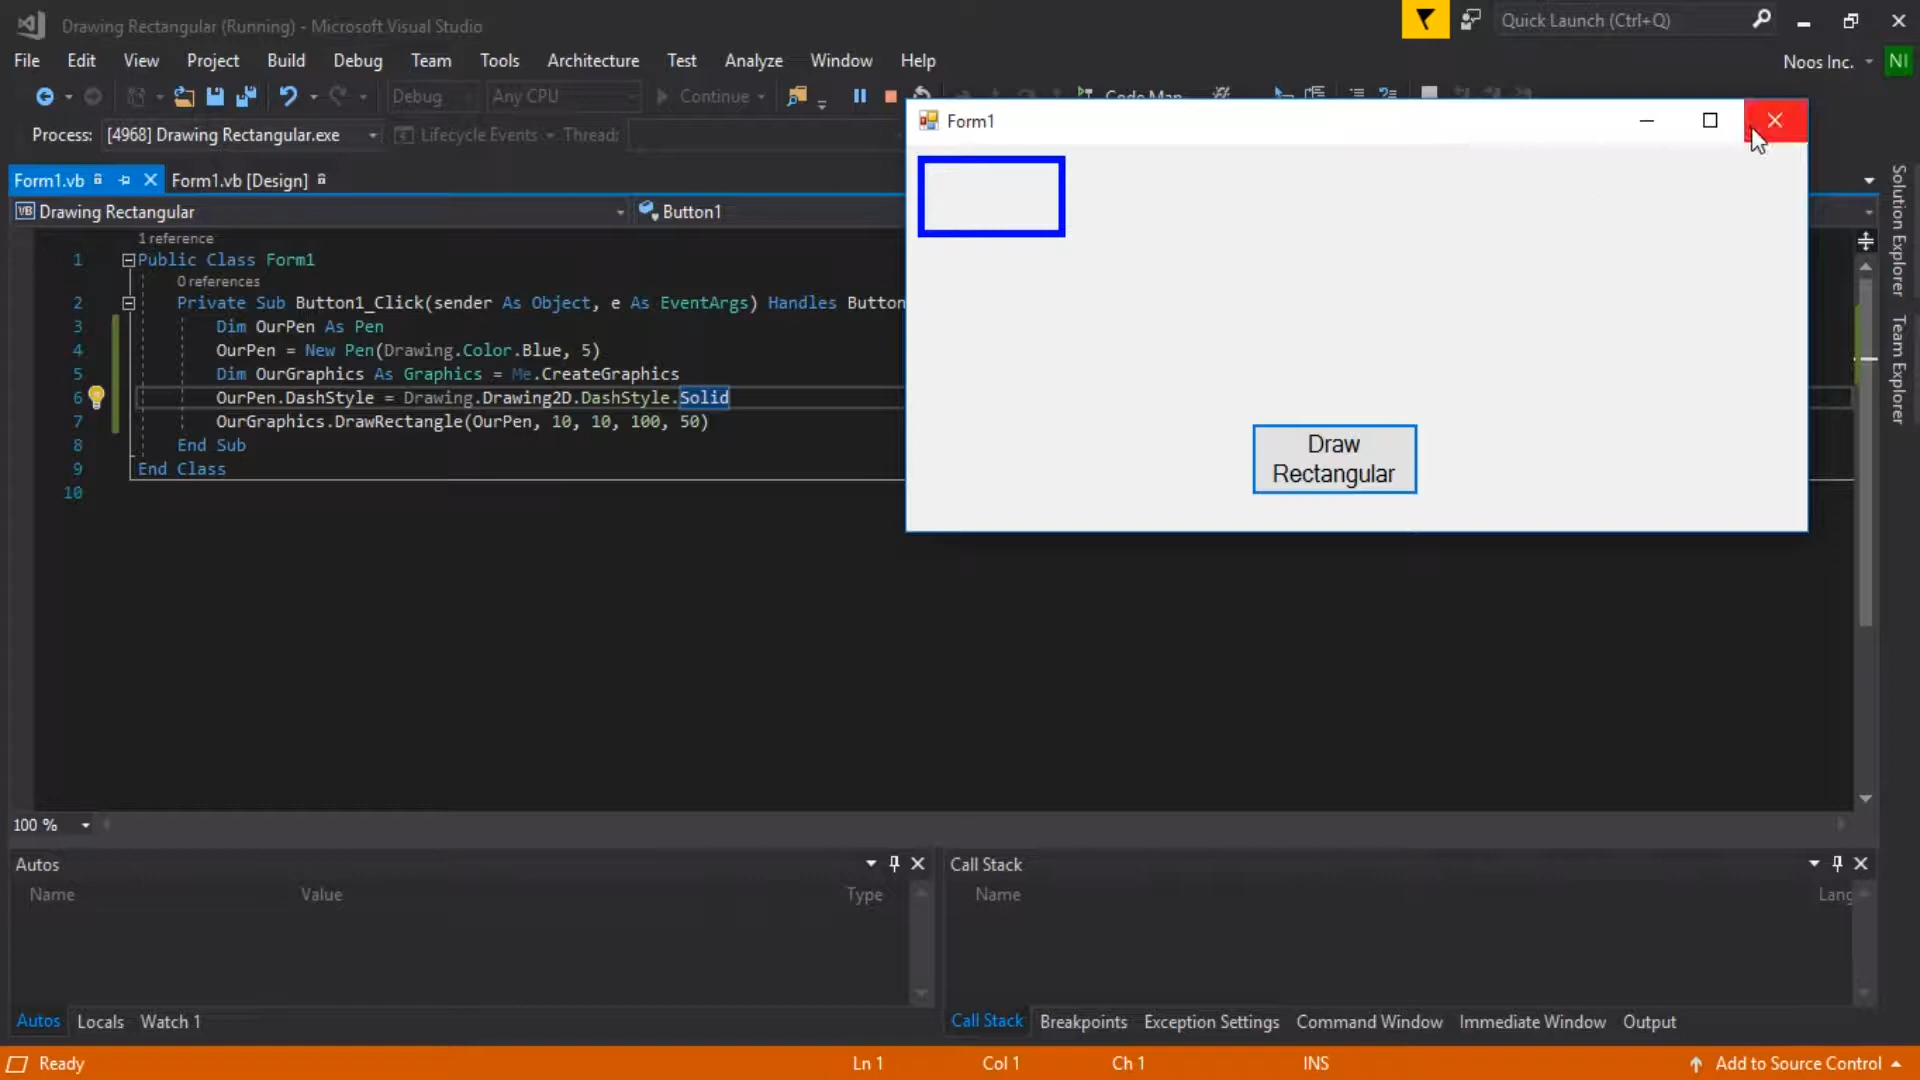 Drawing Rectangular (Running) - Microsoft Visual Studio
Quick Launch (Ctrl+Q)
File Edit View Project Build Debug Team Tools Architecture Test Analyze Window Help
Noos Inc. NI
Debug Any CPU Continue Code Map
Process: [4968] Drawing Rectangular.exe Lifecycle Events Thread:
Form1
Form1.vb Form1.vb [Design]
VB Drawing Rectangular Button1
1 reference
1 Public Class Form1
0 references
2 Private Sub Button1_Click(sender As Object, e As EventArgs) Handles Button
3 Dim OurPen As Pen
4 OurPen = New Pen(Drawing.Color.Blue, 5)
5 Dim OurGraphics As Graphics = Me.CreateGraphics
6 OurPen.DashStyle = Drawing.Drawing2D.DashStyle.Solid
7 OurGraphics.DrawRectangle(OurPen, 10, 10, 100, 50)
8 End Sub
9 End Class
10
Draw
Rectangular
Solution Explorer
Team Explorer
100 %
Autos
Name Value Type
Call Stack
Name Lang
Autos Locals Watch 1
Call Stack Breakpoints Exception Settings Command Window Immediate Window Output
Ready Ln 1 Col 1 Ch 1 INS Add to Source Control